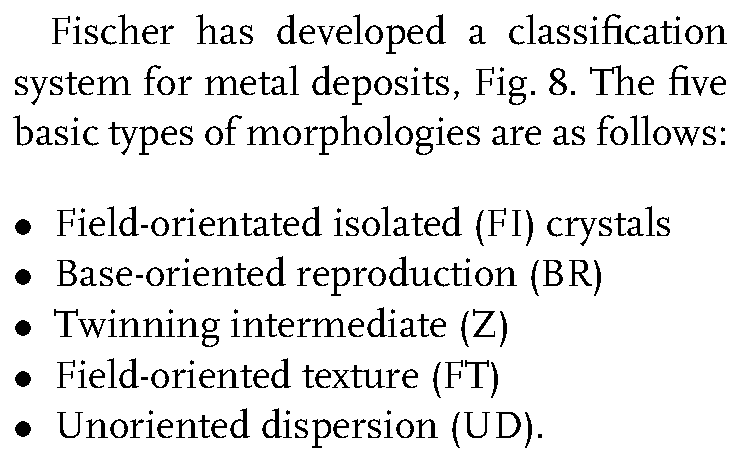 Fischer has developed a classification
system for metal deposits, Fig. 8. The five
basic types of morphologies are as follows:
• Field-orientated isolated (FI) crystals
• Base-oriented reproduction (BR)
• Twinning intermediate (Z)
• Field-oriented texture (FT)
• Unoriented dispersion (UD).